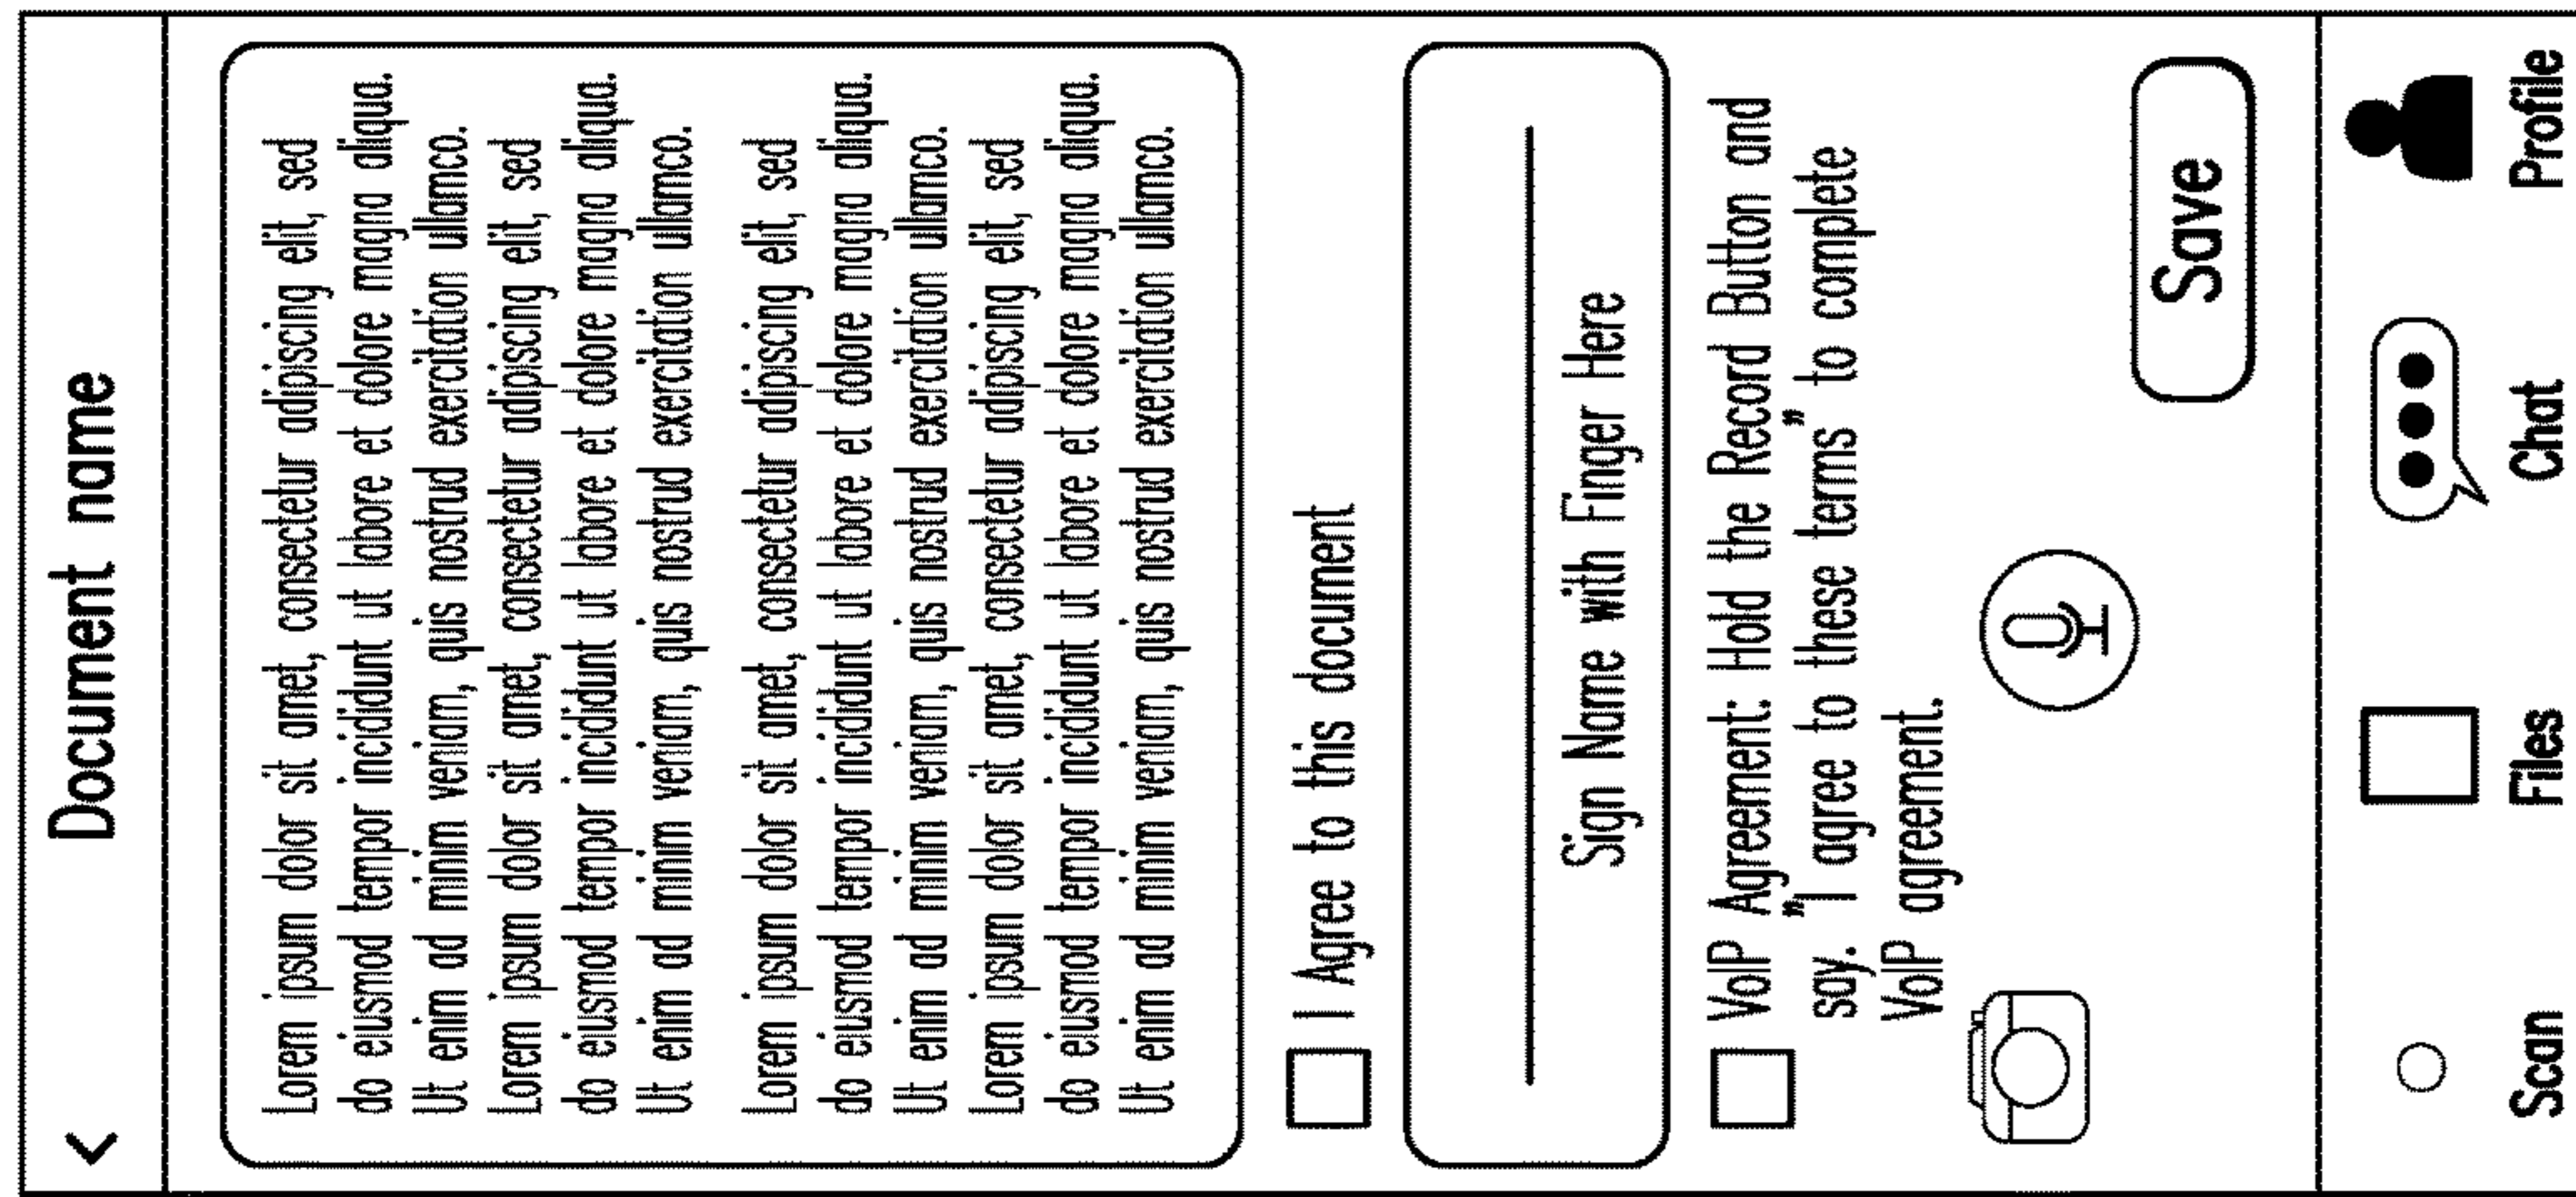 Document name
Lorem ipsum dolor sit amet, consectetur adipiscing elit, sed
do eiusmod tempor incididunt ut labore et dolore magna aliqua.
Ut enim ad minim veniam, quis nostrud exercitation ullamco.
Lorem ipsum dolor sit amet, consectetur adipiscing elit, sed
do eiusmod tempor incididunt ut labore et dolore magna aliqua.
Ut enim ad minim veniam, quis nostrud exercitation ullamco.
Lorem ipsum dolor sit amet, consectetur adipiscing elit, sed
do eiusmod tempor incididunt ut labore et dolore magna aliqua.
Ut enim ad minim veniam, quis nostrud exercitation ullamco.
Lorem ipsum dolor sit amet, consectetur adipiscing elit, sed
do eiusmod tempor incididunt ut labore et dolore magna aliqua.
Ut enim ad minim veniam, quis nostrud exercitation ullamco.
I Agree to this document
Sign Name with Finger Here
VoIP Agreement: Hold the Record Button and
say. "I agree to these terms" to complete
VoIP agreement.
Save
Scan Files Chat Profile